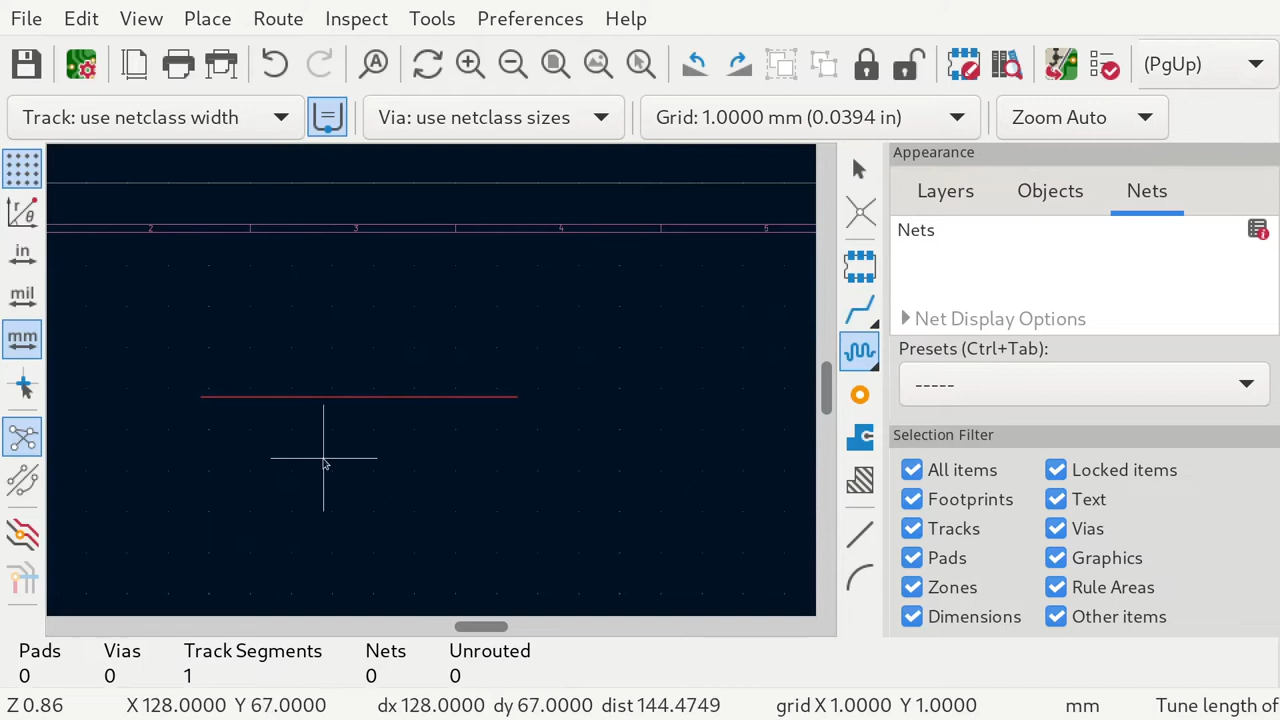 File Edit View Place Route Inspect Tools Preferences Help
(PgUp)
Track: use netclass width Via: use netclass sizes Grid: 1.0000 mm (0.0394 in) Zoom Auto
in
mil
mm
2 3 4 5
Appearance
Layers Objects Nets
Nets
Net Display Options
Presets (Ctrl+Tab):
-----
Selection Filter
All items Locked items
Footprints Text
Tracks Vias
Pads Graphics
Zones Rule Areas
Dimensions Other items
Pads Vias Track Segments Nets Unrouted
0 0 1 0 0
Z 0.86 X 128.0000 Y 67.0000 dx 128.0000 dy 67.0000 dist 144.4749 grid X 1.0000 Y 1.0000 mm Tune length of